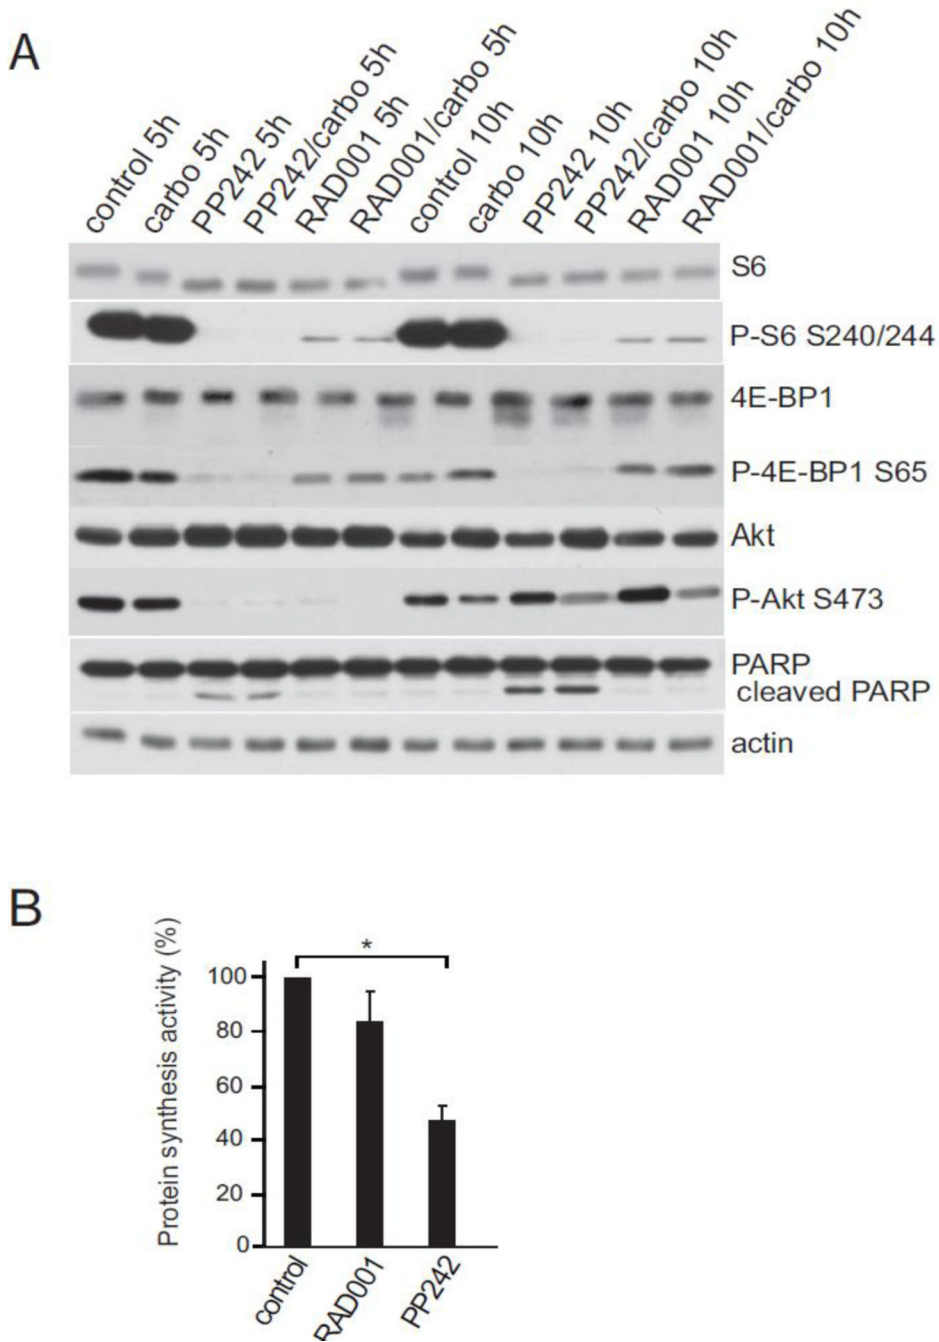 A
control 5h
carbo 5h
PP242 5h
PP242/carbo 5h
RAD001 5h
RAD001/carbo 5h
control 10h
carbo 10h
PP242 10h
PP242/carbo 10h
RAD001 10h
RAD001/carbo 10h
S6
P-S6 S240/244
4E-BP1
P-4E-BP1 S65
Akt
P-Akt S473
PARP
cleaved PARP
actin
B
Protein synthesis activity (%)
*
100
80
60
40
20
0
control
RAD001
PP242